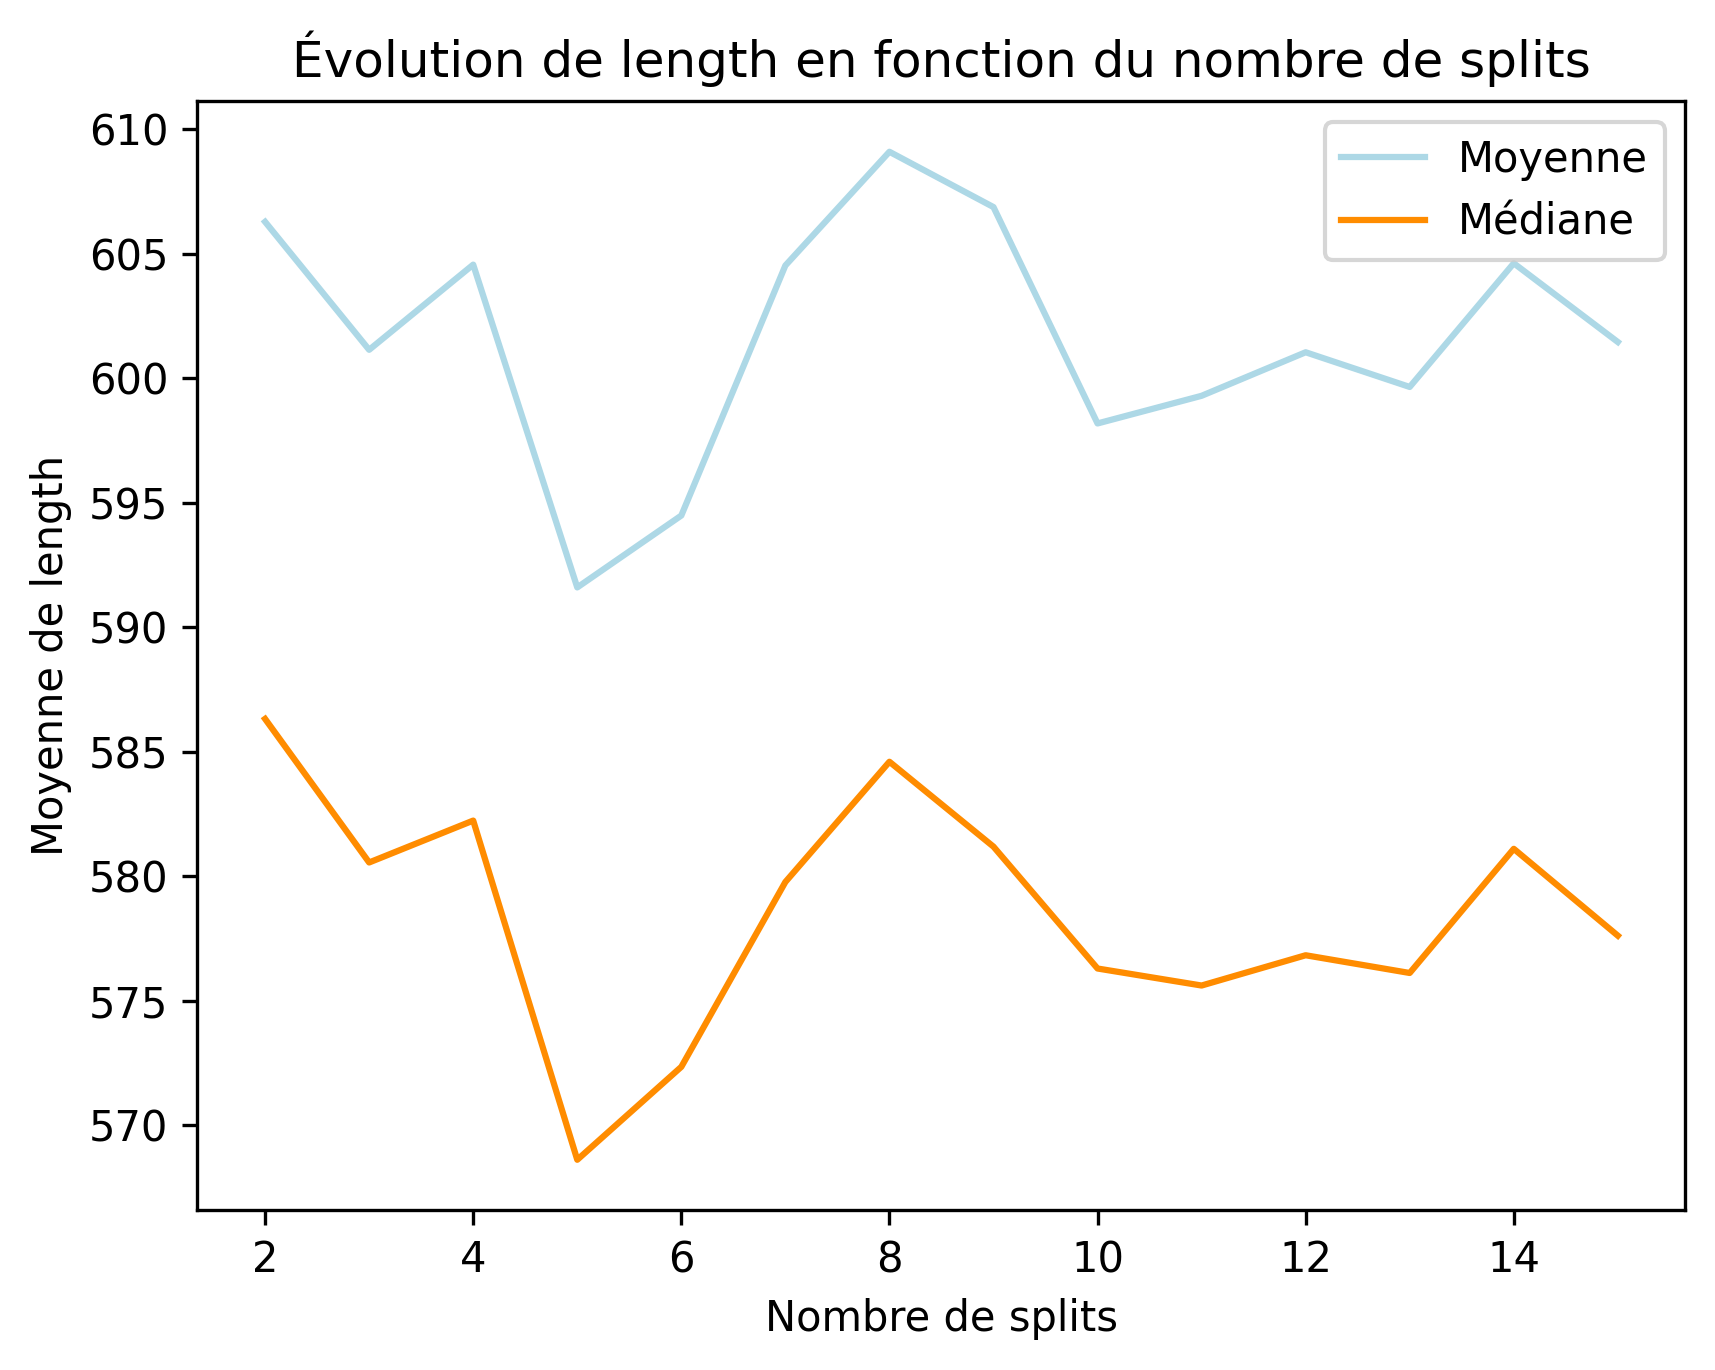 Évolution de length en fonction du nombre de splits
Moyenne
Médiane
610
605
600
595
590
585
580
575
570
Moyenne de length
2 4 6 8 10 12 14
Nombre de splits